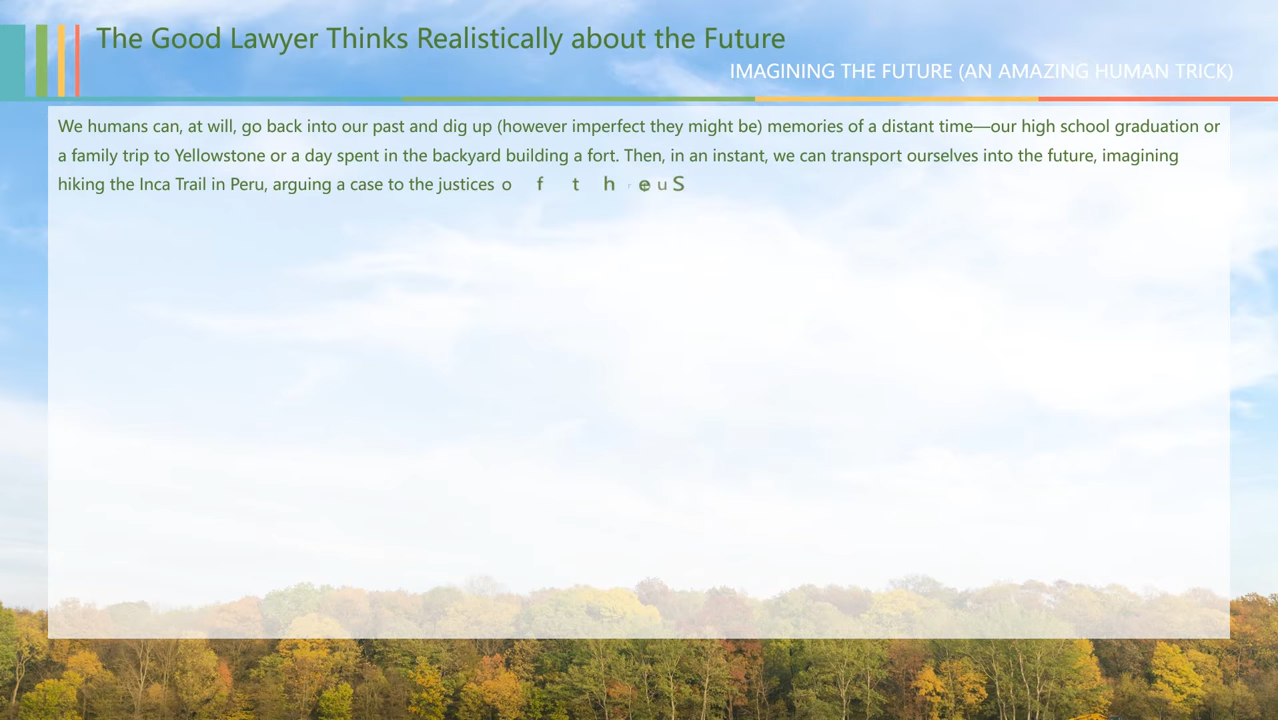 The Good Lawyer Thinks Realistically about the Future
IMAGINING THE FUTURE (AN AMAZING HUMAN TRICK)
We humans can, at will, go back into our past and dig up (however imperfect they might be) memories of a distant time—our high school graduation or
a family trip to Yellowstone or a day spent in the backyard building a fort. Then, in an instant, we can transport ourselves into the future, imagining
hiking the Inca Trail in Peru, arguing a case to the justices of the